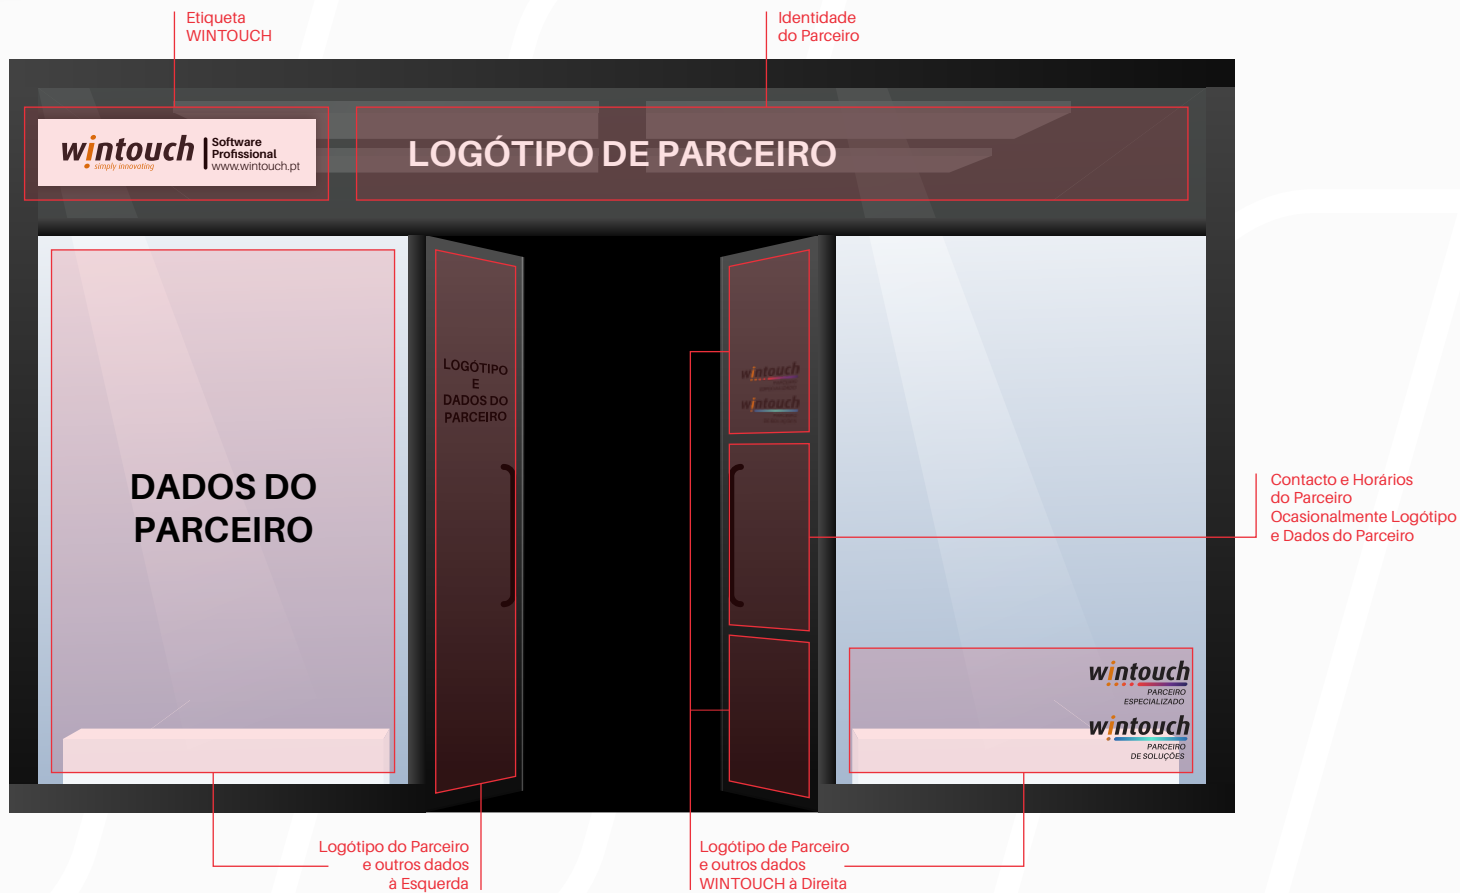 Etiqueta
WINTOUCH
Identidade
do Parceiro
wintouch
simply innovating
Software
Profissional
www.wintouch.pt
LOGÓTIPO DE PARCEIRO
DADOS DO
PARCEIRO
LOGÓTIPO
E
DADOS DO
PARCEIRO
wintouch
wintouch
Contacto e Horários
do Parceiro
Ocasionalmente Logótipo
e Dados do Parceiro
wintouch
PARCEIRO
ESPECIALIZADO
wintouch
PARCEIRO
DE SOLUÇÕES
Logótipo do Parceiro
e outros dados
à Esquerda
Logótipo de Parceiro
e outros dados
WINTOUCH à Direita